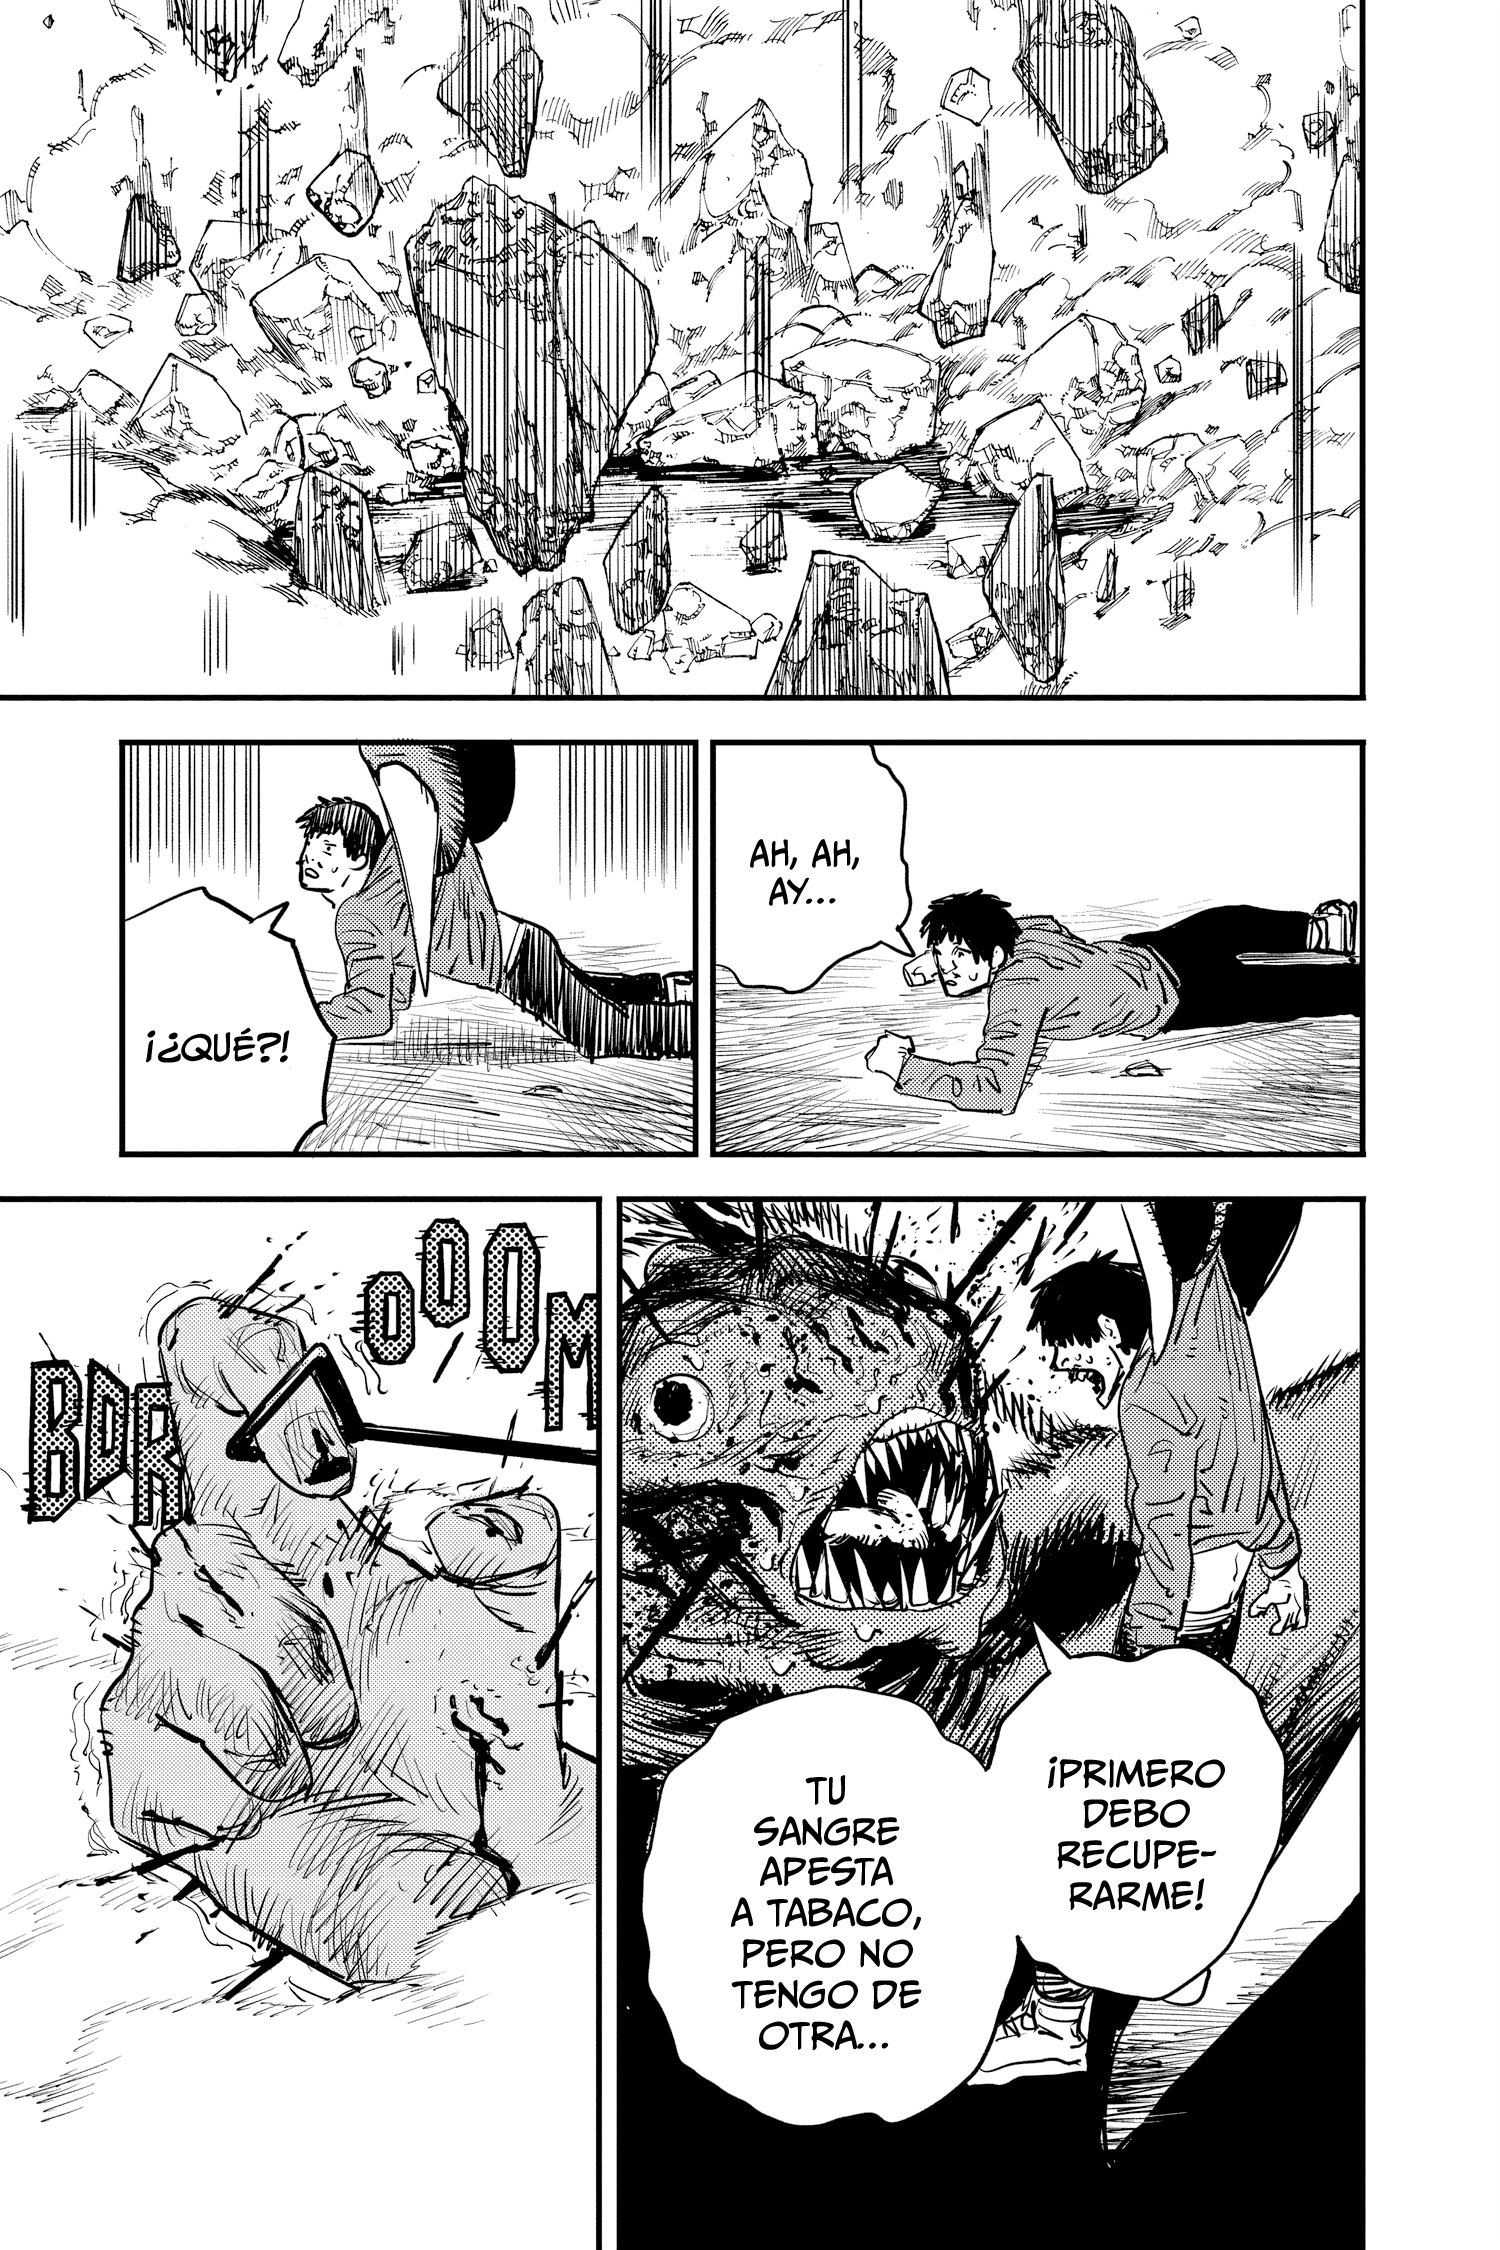 AH, AH,
AY...
¡¿QUÉ?!
¡PRIMERO
DEBO
RECUPE-
RARME!
TU
SANGRE
APESTA
A TABACO,
PERO NO
TENGO DE
OTRA...
BDR
OOOM